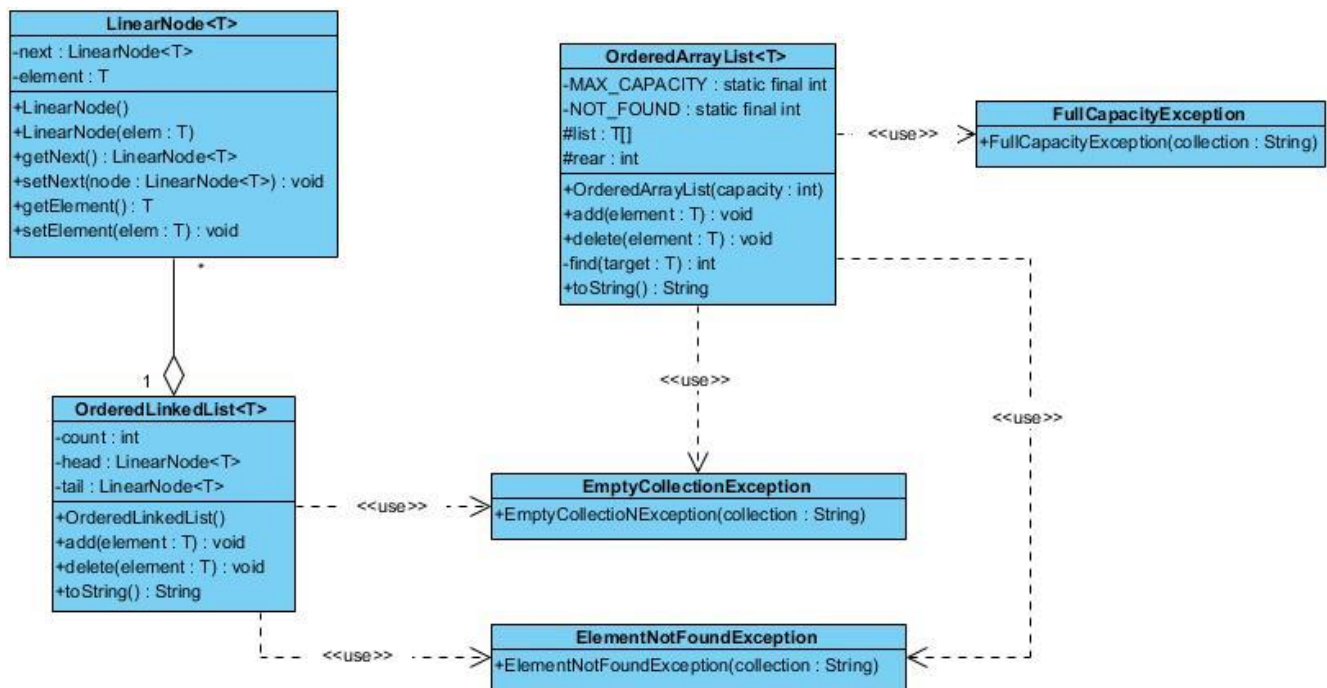 LinearNode<T>
-next : LinearNode<T>
-element : T
+LinearNode()
+LinearNode(elem : T)
+getNext() : LinearNode<T>
+setNext(node : LinearNode<T>) : void
+getElement() : T
+setElement(elem : T) : void
*
1
OrderedLinkedList<T>
-count : int
-head : LinearNode<T>
-tail : LinearNode<T>
+OrderedLinkedList()
+add(element : T) : void
+delete(element : T) : void
+toString() : String
OrderedArrayList<T>
-MAX_CAPACITY : static final int
-NOT_FOUND : static final int
#list : T[]
#rear : int
+OrderedArrayList(capacity : int)
+add(element : T) : void
+delete(element : T) : void
-find(target : T) : int
+toString() : String
<<use>>
FullCapacityException
+FullCapacityException(collection : String)
<<use>>
<<use>>
<<use>>
EmptyCollectionException
+EmptyCollectioNException(collection : String)
<<use>>
ElementNotFoundException
+ElementNotFoundException(collection : String)